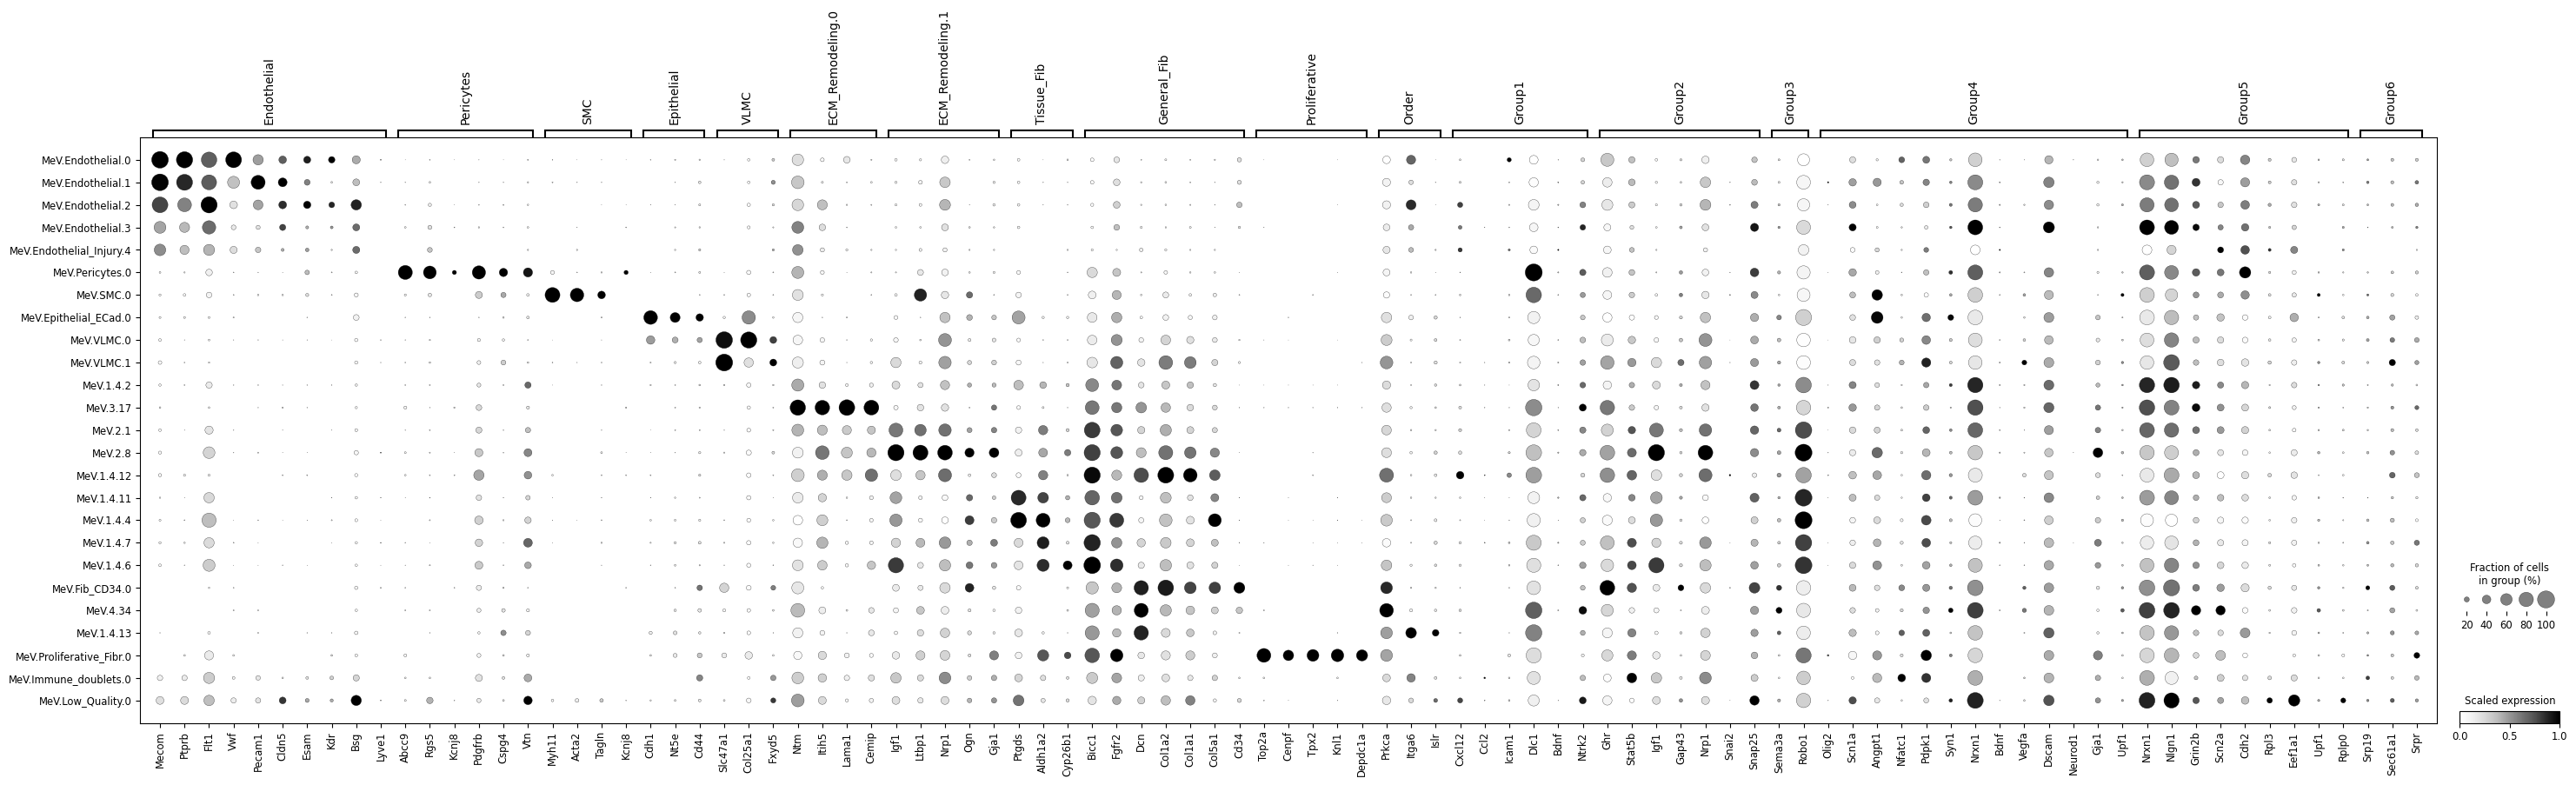 Endothelial
Pericytes
SMC
Epithelial
VLMC
ECM_Remodeling.0
ECM_Remodeling.1
Tissue_Fib
General_Fib
Proliferative
Order
Group1
Group2
Group3
Group4
Group5
Group6
MeV.Endothelial.0
MeV.Endothelial.1
MeV.Endothelial.2
MeV.Endothelial.3
MeV.Endothelial_Injury.4
MeV.Pericytes.0
MeV.SMC.0
MeV.Epithelial_ECad.0
MeV.VLMC.0
MeV.VLMC.1
MeV.1.4.2
MeV.3.17
MeV.2.1
MeV.2.8
MeV.1.4.12
MeV.1.4.11
MeV.1.4.4
MeV.1.4.7
MeV.1.4.6
MeV.Fib_CD34.0
MeV.4.34
MeV.1.4.13
MeV.Proliferative_Fibr.0
MeV.Immune_doublets.0
MeV.Low_Quality.0
Mecom
Ptprb
Flt1
Vwf
Pecam1
Cldn5
Esam
Kdr
Bsg
Lyve1
Abcc9
Rgs5
Kcnj8
Pdgfrb
Cspg4
Vtn
Myh11
Acta2
Tagln
Kcnj8
Cdh1
Nt5e
Cd44
Slc47a1
Col25a1
Fxyd5
Ntm
Itih5
Lama1
Cemip
Igf1
Ltbp1
Nrp1
Ogn
Gja1
Ptgds
Aldh1a2
Cyp26b1
Bicc1
Fgfr2
Dcn
Col1a2
Col1a1
Col5a1
Cd34
Top2a
Cenpf
Tpx2
Knl1
Depdc1a
Prkca
Itga6
Islr
Cxcl12
Ccl2
Icam1
Dlc1
Bdnf
Ntrk2
Ghr
Stat5b
Igf1
Gap43
Nrp1
Snai2
Snap25
Sema3a
Robo1
Olig2
Scn1a
Angpt1
Nfatc1
Pdpk1
Syn1
Nrxn1
Bdnf
Vegfa
Dscam
Neurod1
Gja1
Upf1
Nrxn1
Nlgn1
Grin2b
Scn2a
Cdh2
Rpl3
Eef1a1
Upf1
Rplp0
Srp19
Sec61a1
Srpr
Fraction of cells
in group (%)
20 40 60 80 100
Scaled expression
0.0 0.5 1.0